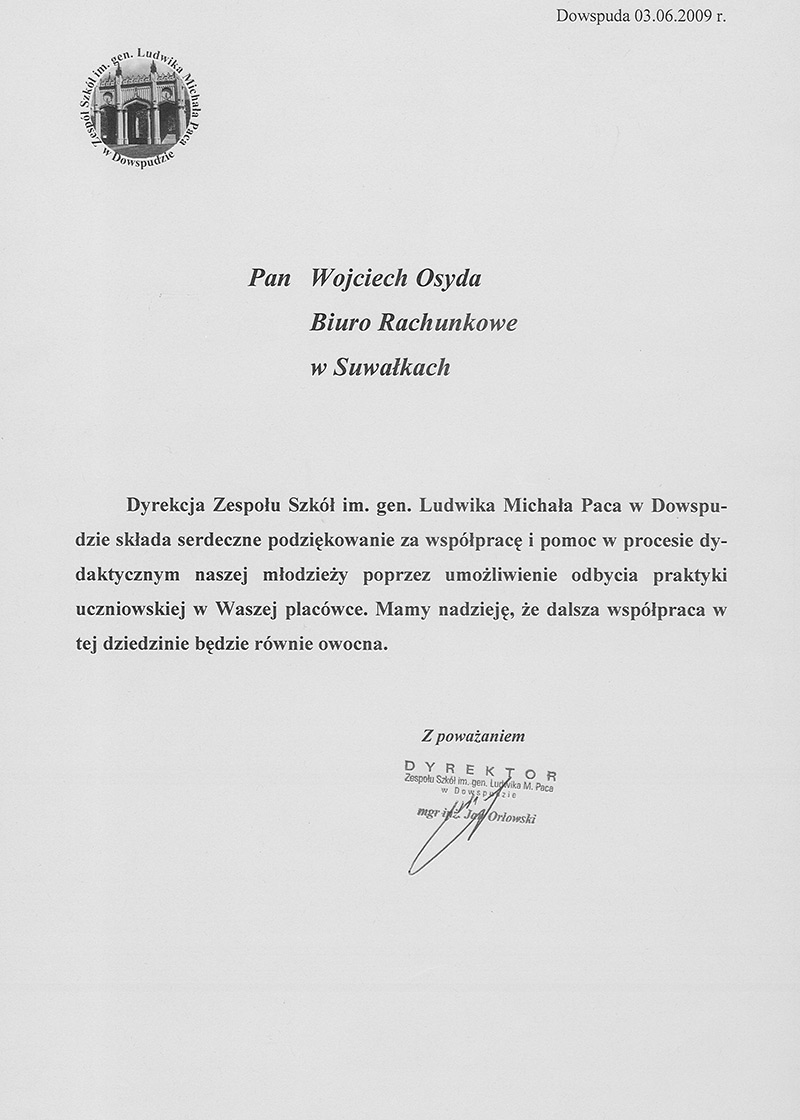 Dowspuda 03.06.2009 r.
Zespół Szkół im. gen. Ludwika Michała Paca
w Dowspudzie
Pan Wojciech Osyda
Biuro Rachunkowe
w Suwałkach
Dyrekcja Zespołu Szkół im. gen. Ludwika Michała Paca w Dowspu-
dzie składa serdeczne podziękowanie za współpracę i pomoc w procesie dy-
daktycznym naszej młodzieży poprzez umożliwienie odbycia praktyki
uczniowskiej w Waszej placówce. Mamy nadzieję, że dalsza współpraca w
tej dziedzinie będzie równie owocna.
Z poważaniem
DYREKTOR
Zespołu Szkół im. gen. Ludwika M. Paca
w Dowspudzie
mgr inż. Orłowski